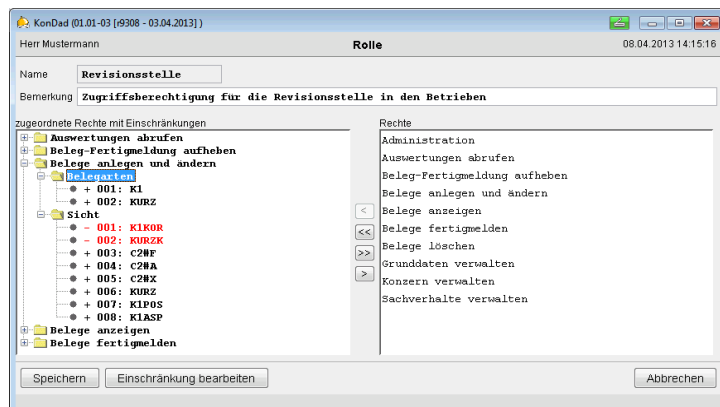 KonDad (01.01-03 [r9308 - 03.04.2013] )
Herr Mustermann Rolle 08.04.2013 14:15:16
Name Revisionsstelle
Bemerkung Zugriffsberechtigung für die Revisionsstelle in den Betrieben
zugeordnete Rechte mit Einschränkungen
Auswertungen abrufen
Beleg-Fertigmeldung aufheben
Belege anlegen und ändern
Belegarten
+ 001: K1
+ 002: KURZ
Sicht
- 001: K1KOR
- 002: KURZK
+ 003: C2#F
+ 004: C2#A
+ 005: C2#X
+ 006: KURZ
+ 007: K1POS
+ 008: K1ASP
Belege anzeigen
Belege fertigmelden
<
<<
>>
>
Rechte
Administration
Auswertungen abrufen
Beleg-Fertigmeldung aufheben
Belege anlegen und ändern
Belege anzeigen
Belege fertigmelden
Belege löschen
Grunddaten verwalten
Konzern verwalten
Sachverhalte verwalten
Speichern Einschränkung bearbeiten Abbrechen